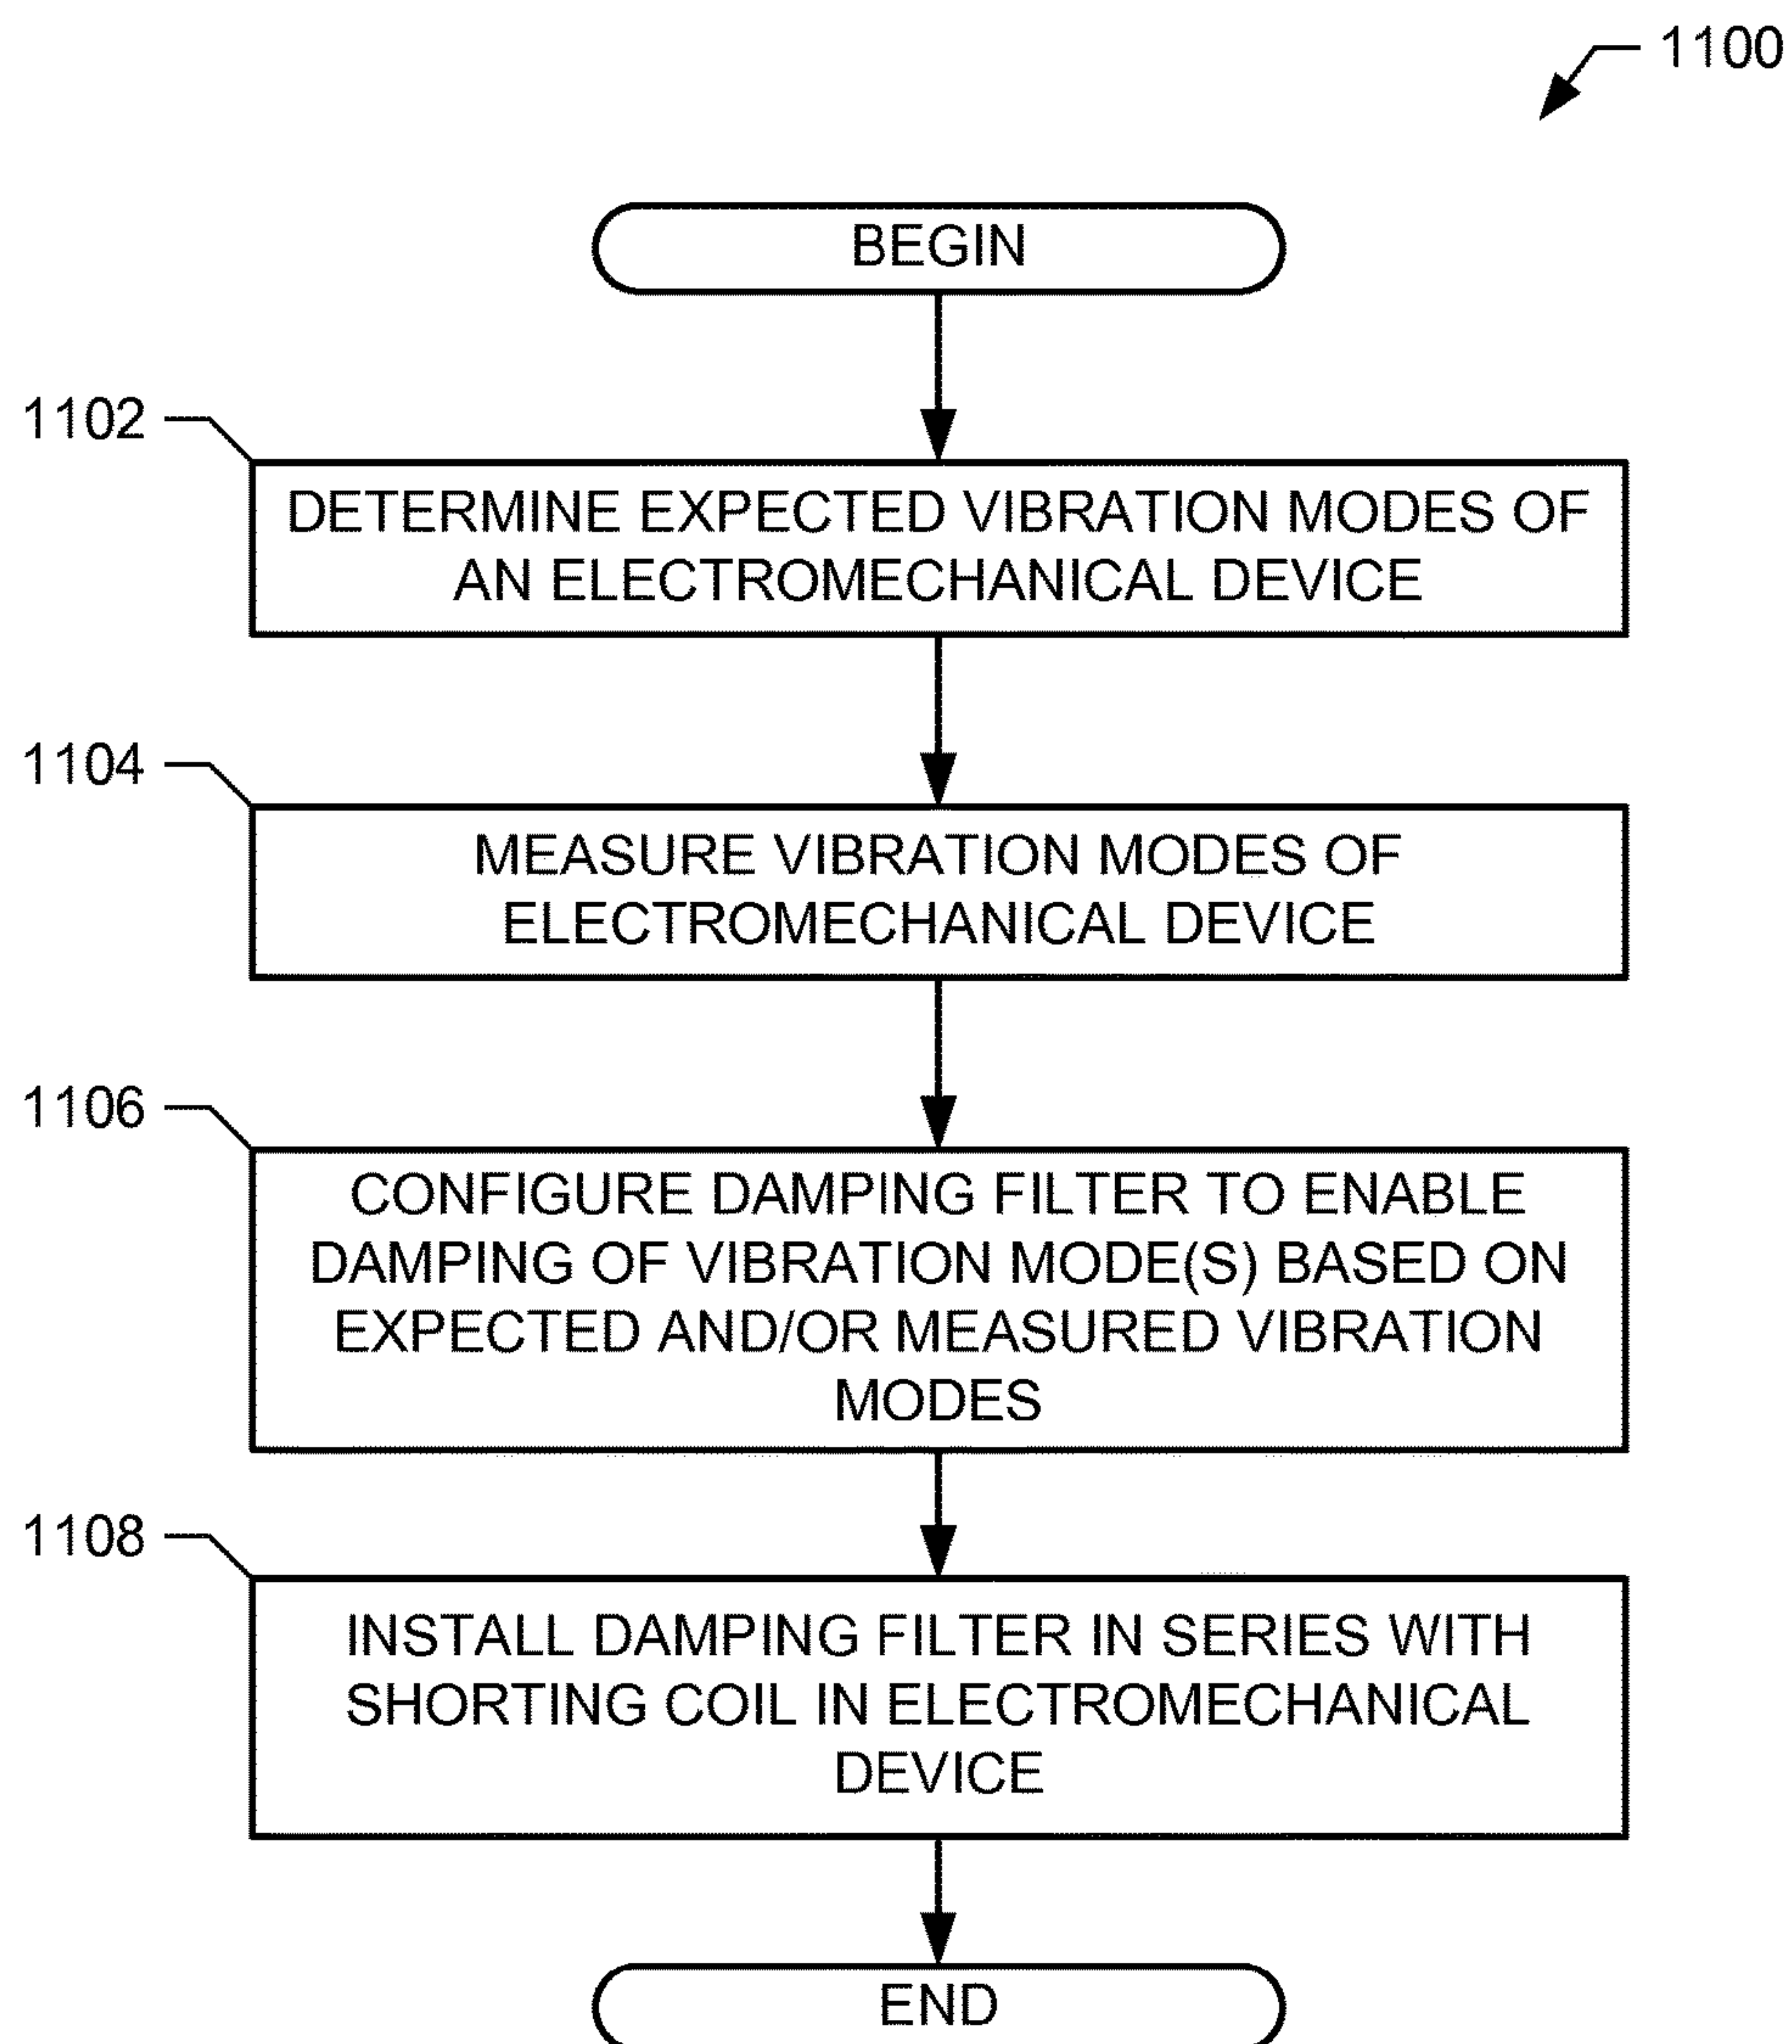 1100
BEGIN
1102
DETERMINE EXPECTED VIBRATION MODES OF
AN ELECTROMECHANICAL DEVICE
1104
MEASURE VIBRATION MODES OF
ELECTROMECHANICAL DEVICE
1106
CONFIGURE DAMPING FILTER TO ENABLE
DAMPING OF VIBRATION MODE(S) BASED ON
EXPECTED AND/OR MEASURED VIBRATION
MODES
1108
INSTALL DAMPING FILTER IN SERIES WITH
SHORTING COIL IN ELECTROMECHANICAL
DEVICE
END